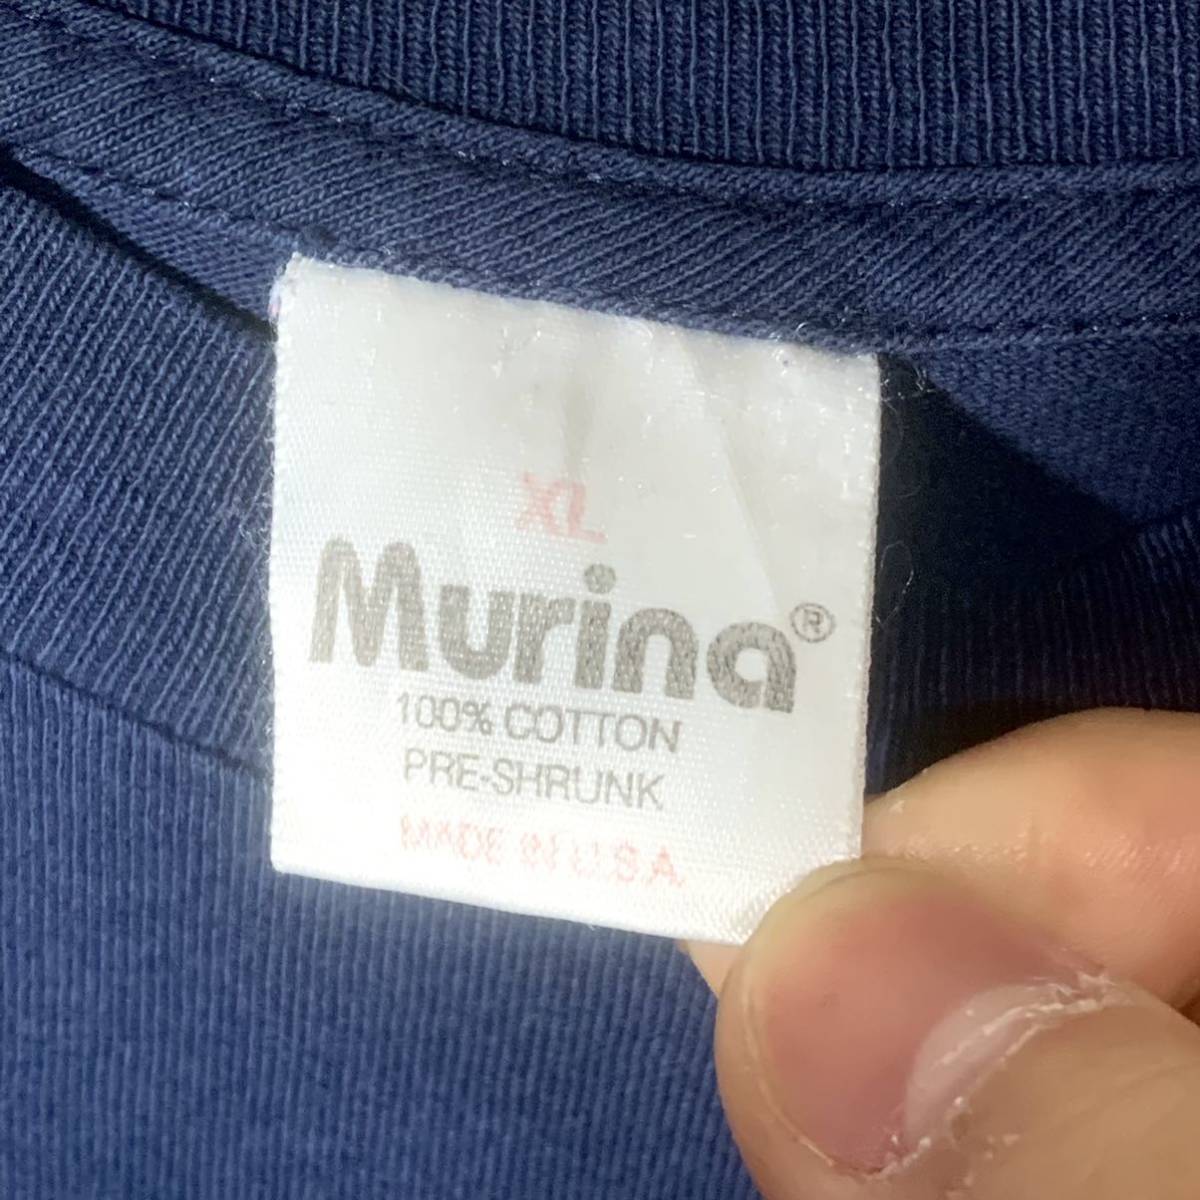 XL
Murina®
100% COTTON
PRE-SHRUNK
MADE IN U.S.A.